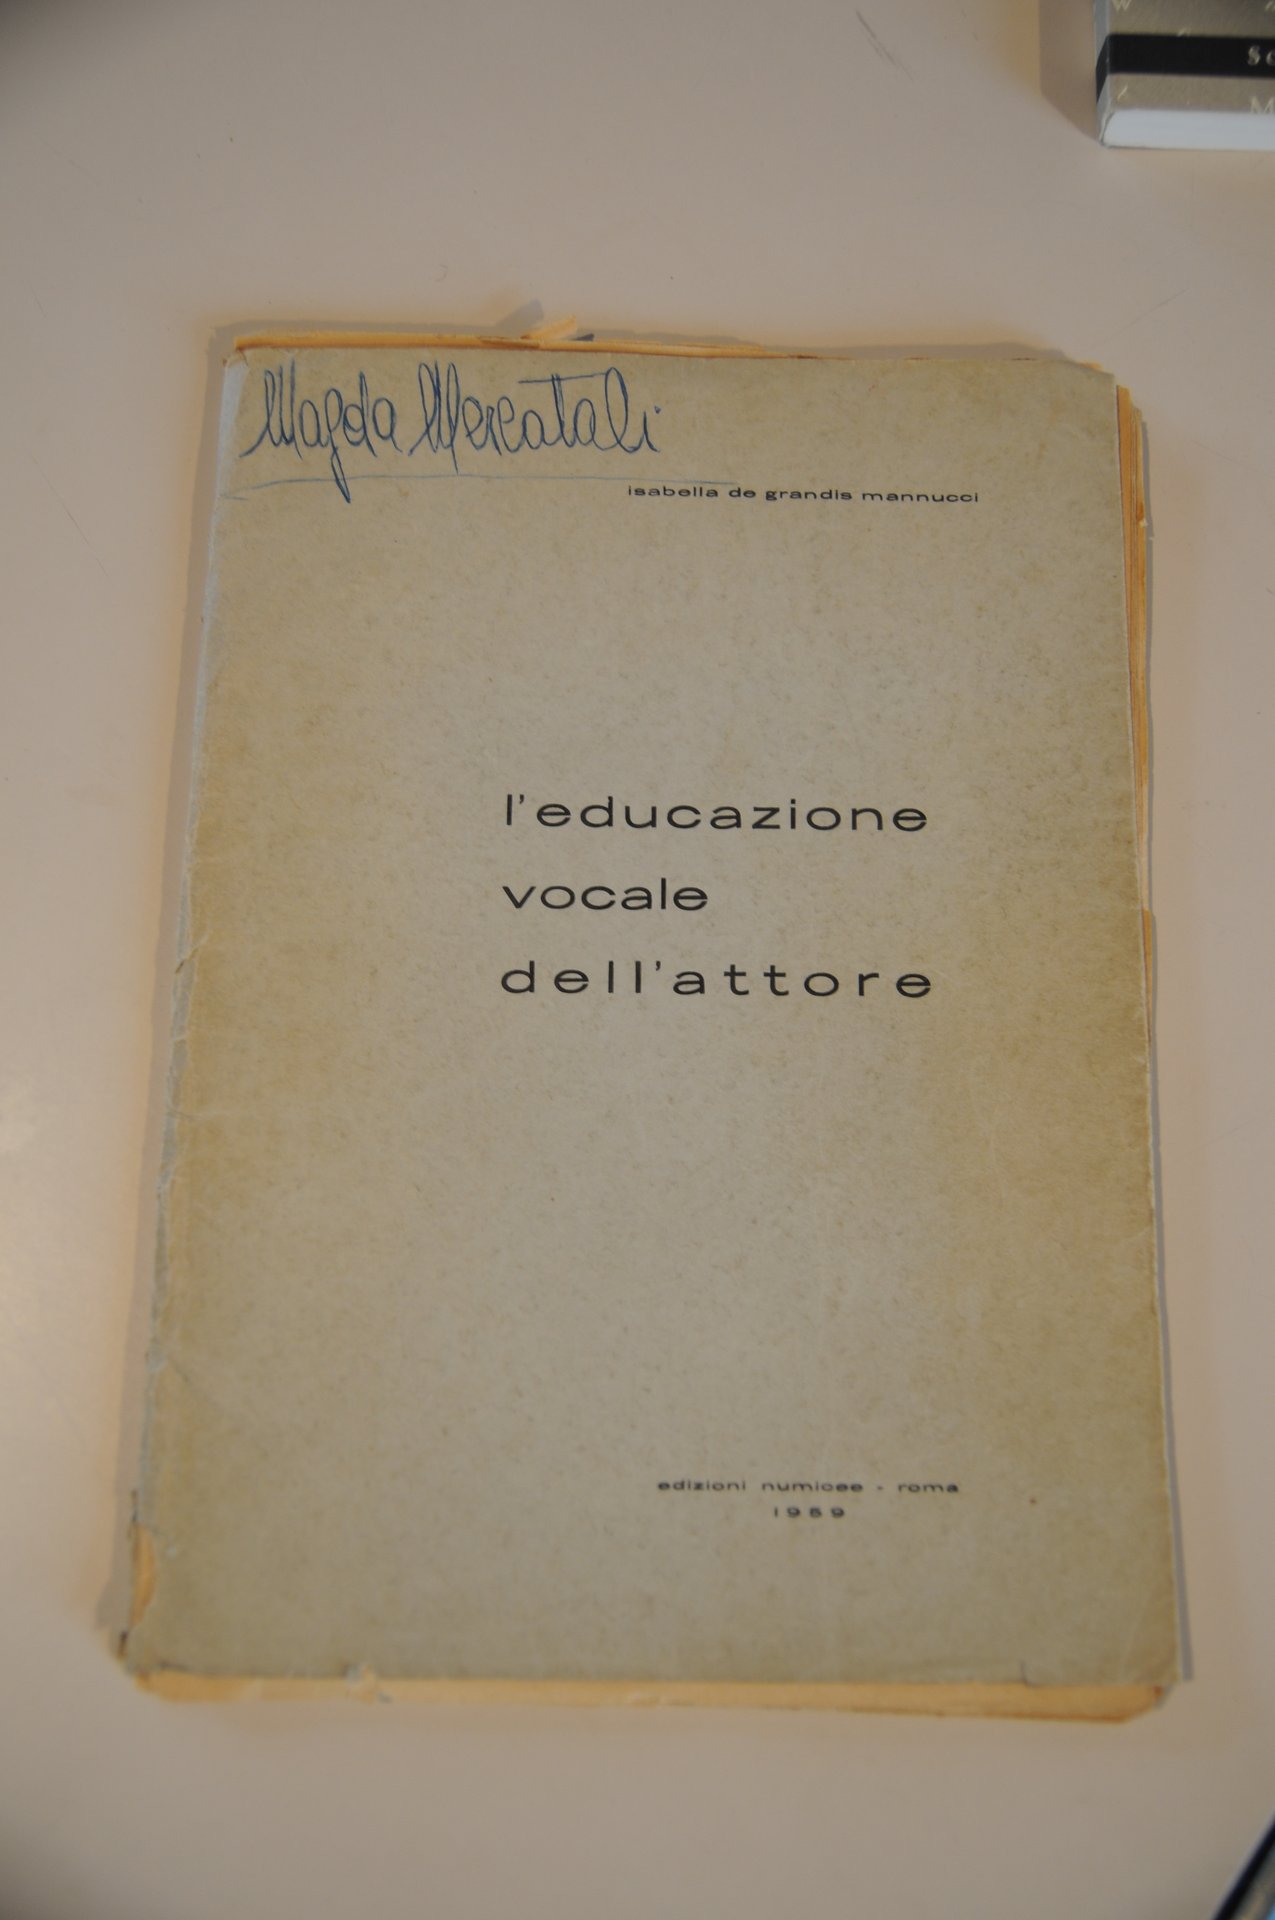 Magda Mercatali
isabella de grandis mannucci
l'educazione
vocale
dell'attore
edizioni numicee - roma
1959